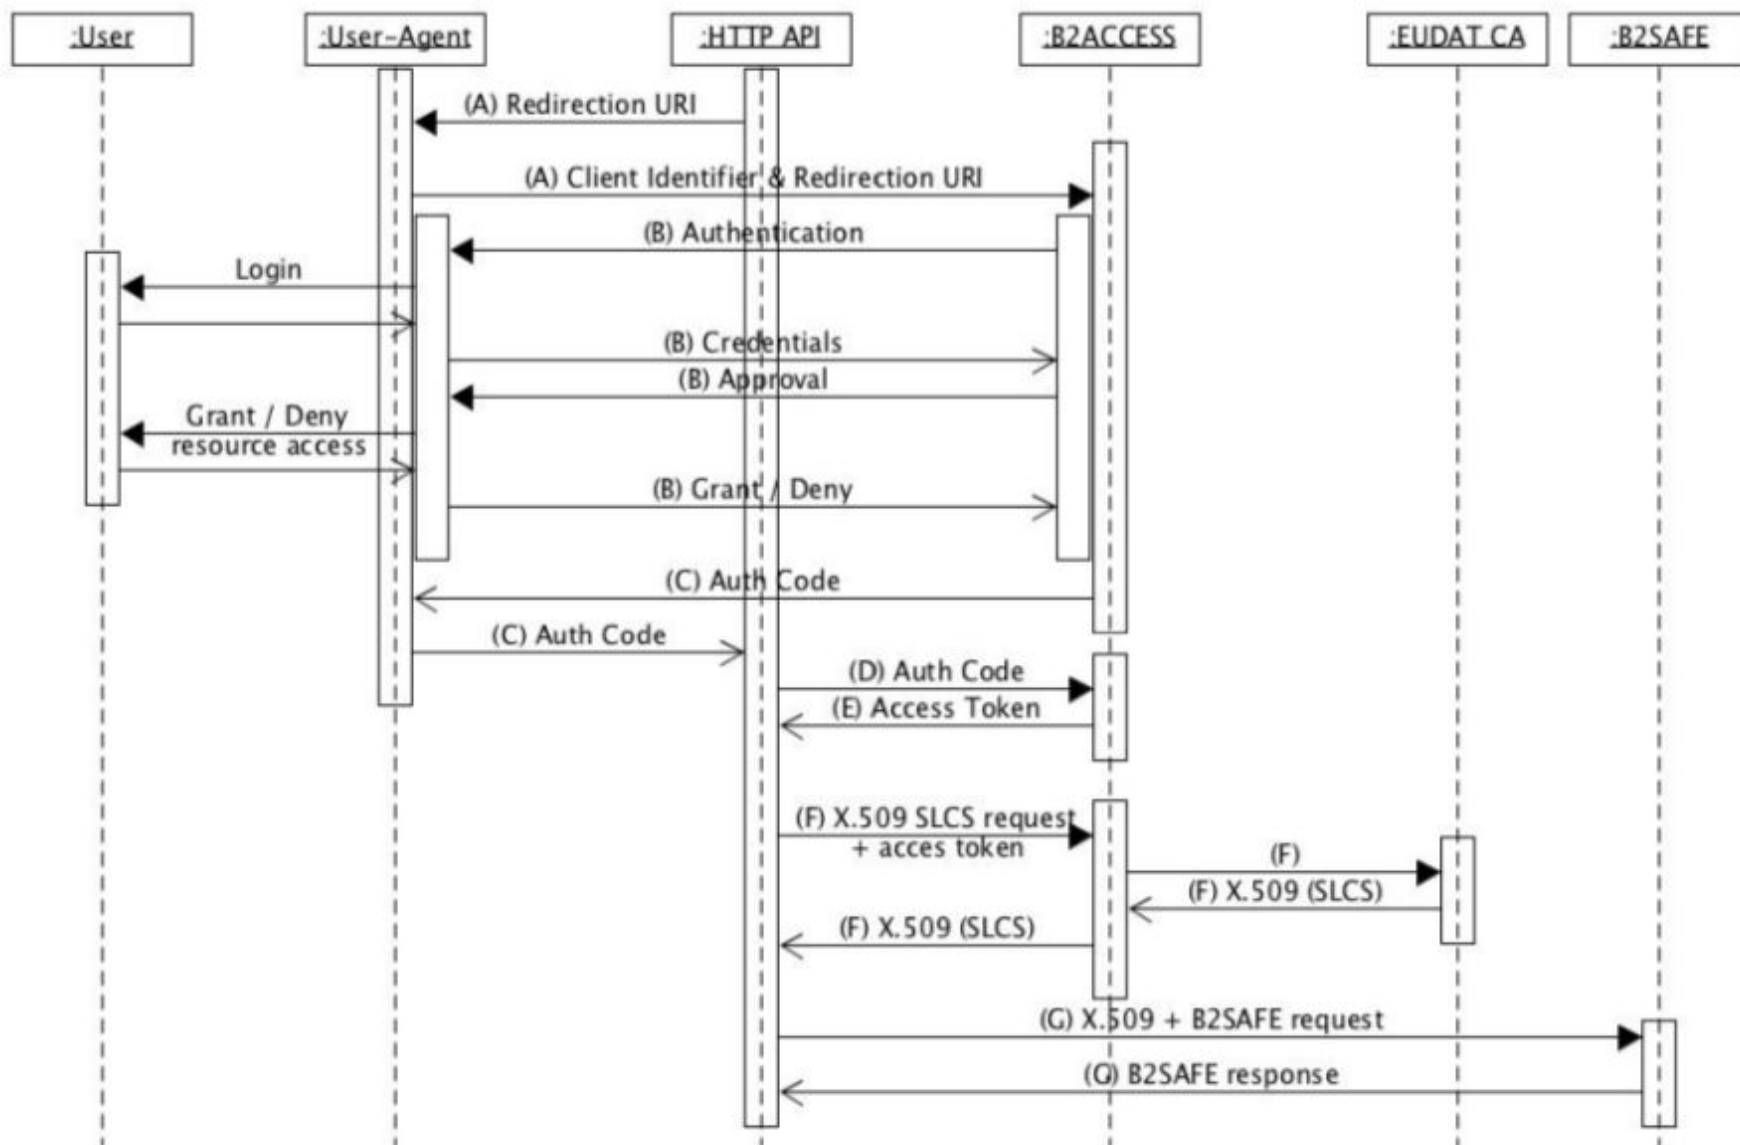 :User
:User-Agent
:HTTP API
:B2ACCESS
:EUDAT CA
:B2SAFE
(A) Redirection URI
(A) Client Identifier & Redirection URI
(B) Authentication
Login
(B) Credentials
(B) Approval
Grant / Deny
resource access
(B) Grant / Deny
(C) Auth Code
(C) Auth Code
(D) Auth Code
(E) Access Token
(F) X.509 SLCS request
+ acces token
(F)
(F) X.509 (SLCS)
(F) X.509 (SLCS)
(G) X.509 + B2SAFE request
(G) B2SAFE response